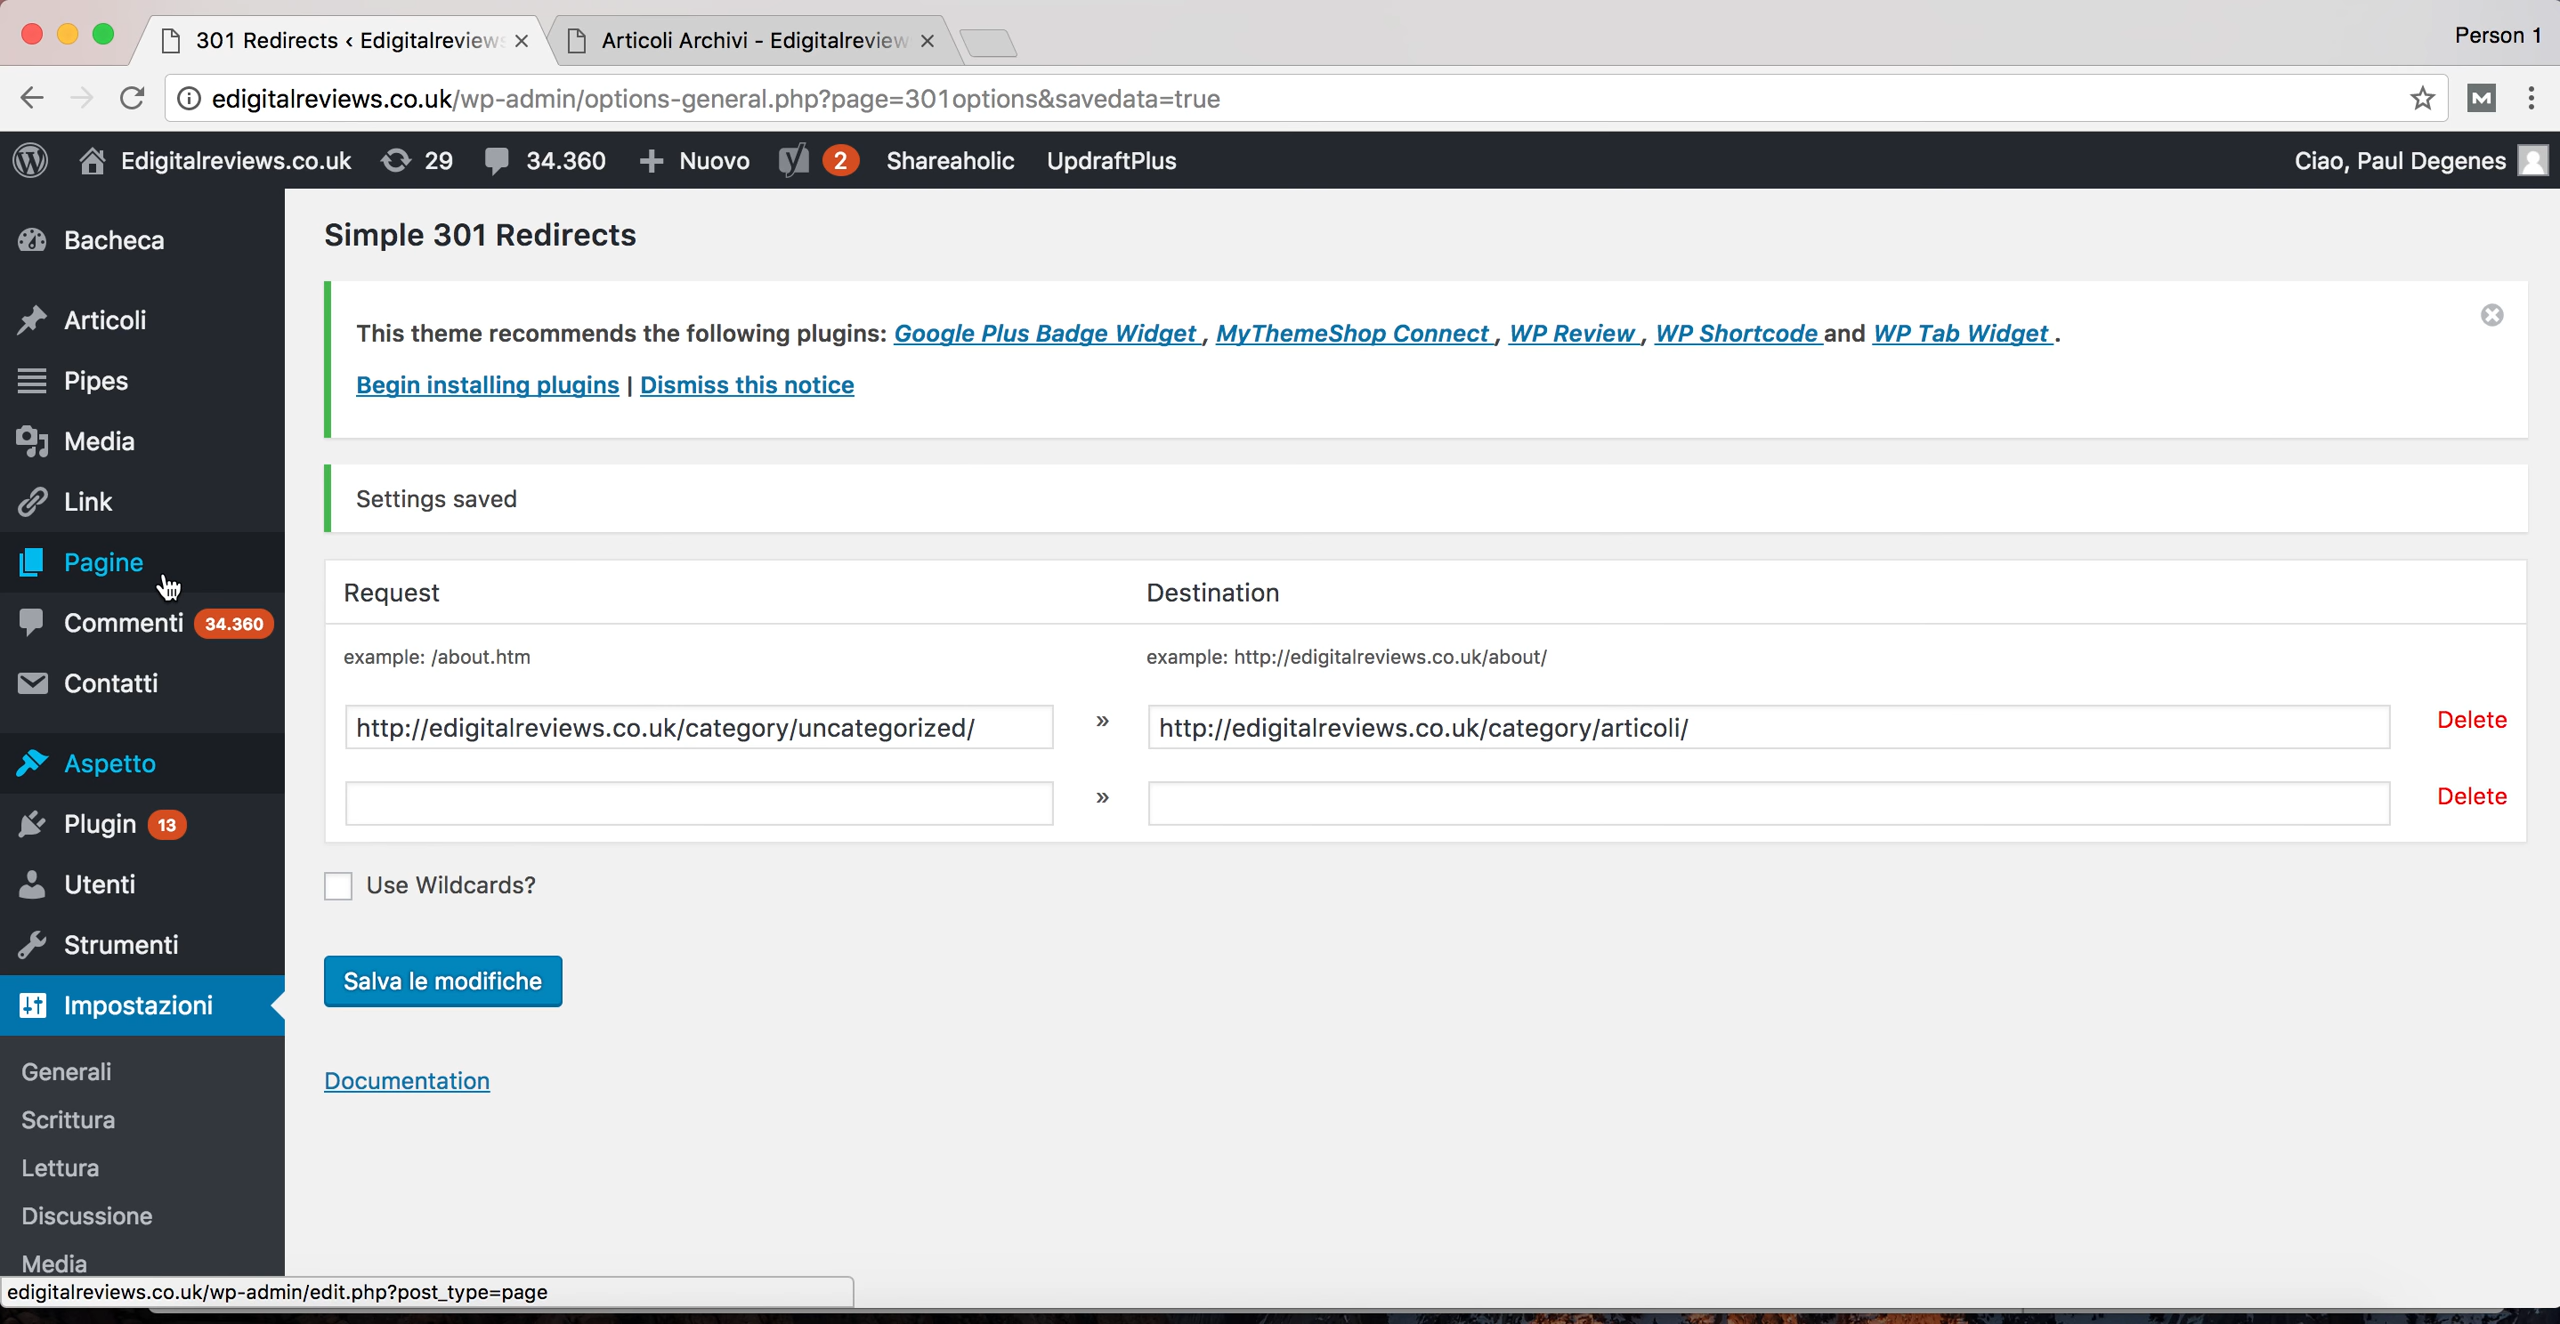 301 Redirects ‹ Edigitalreviews
Articoli Archivi - Edigitalreview
Person 1
edigitalreviews.co.uk/wp-admin/options-general.php?page=301options&savedata=true
Edigitalreviews.co.uk 29 34.360 + Nuovo 2 Shareaholic UpdraftPlus Ciao, Paul Degenes
Bacheca
Articoli
Pipes
Media
Link
Pagine
Commenti 34.360
Contatti
Aspetto
Plugin 13
Utenti
Strumenti
Impostazioni
Generali
Scrittura
Lettura
Discussione
Media
edigitalreviews.co.uk/wp-admin/edit.php?post_type=page
Simple 301 Redirects
This theme recommends the following plugins: Google Plus Badge Widget , MyThemeShop Connect , WP Review , WP Shortcode and WP Tab Widget .
Begin installing plugins | Dismiss this notice
Settings saved
Request Destination
example: /about.htm example: http://edigitalreviews.co.uk/about/
http://edigitalreviews.co.uk/category/uncategorized/ » http://edigitalreviews.co.uk/category/articoli/ Delete
» Delete
Use Wildcards?
Salva le modifiche
Documentation